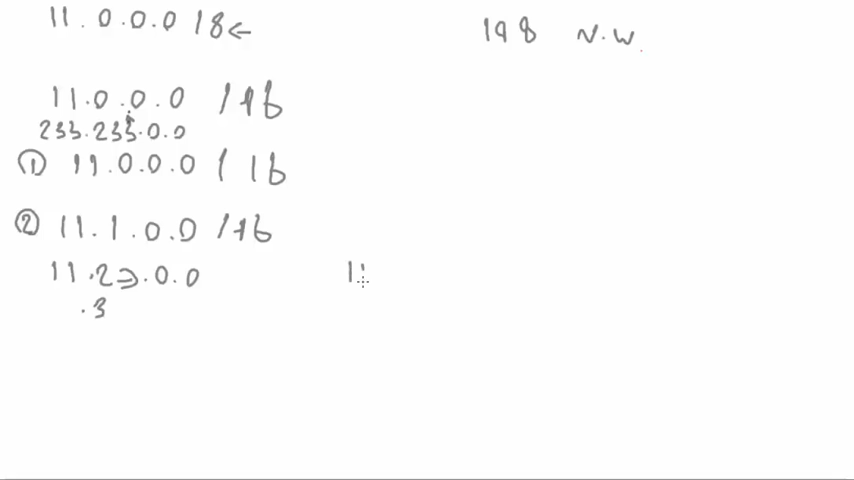 11.0.0.0 /8←
198 N.W.
11.0.0.0 /16
255.255.0.0
① 11.0.0.0 / 16
② 11.1.0.0 /16
11.2⇒.0.0
11
.3